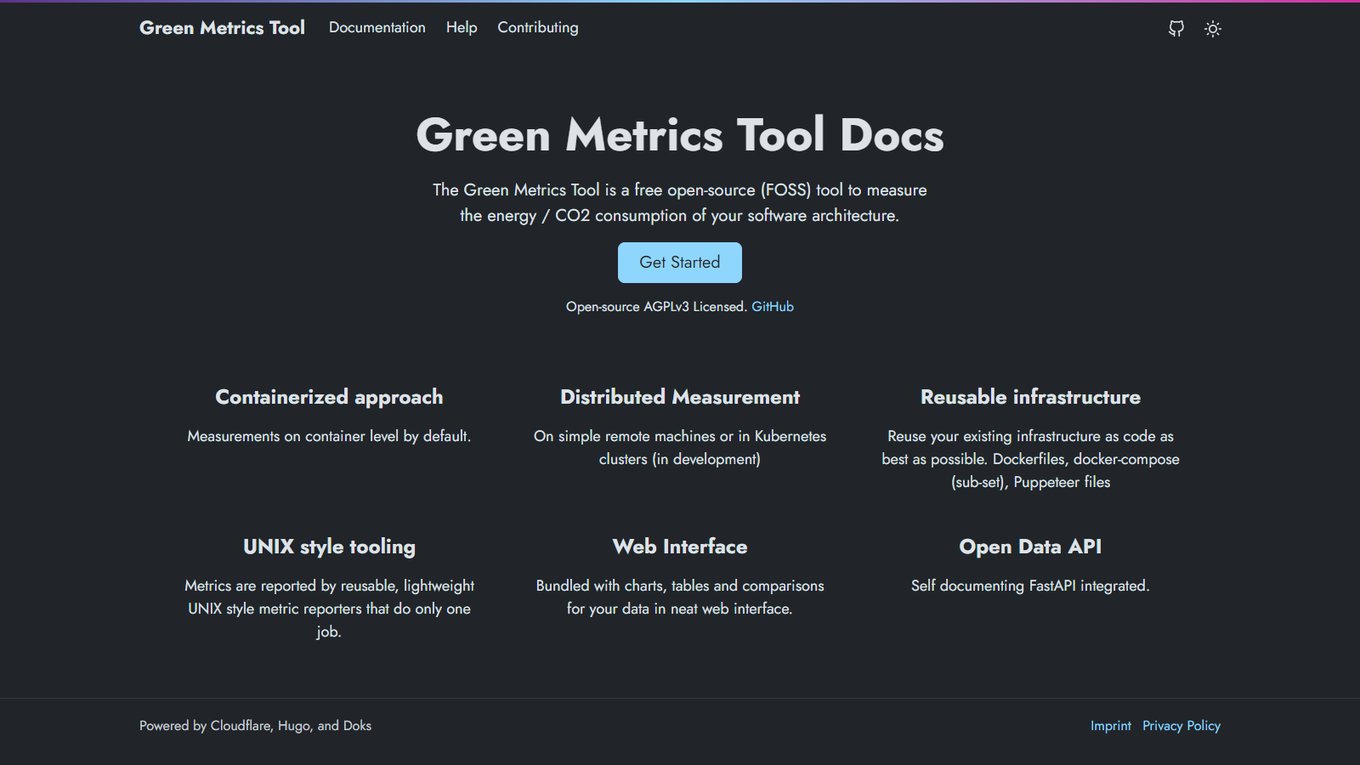 Green Metrics Tool Documentation Help Contributing
Green Metrics Tool Docs
The Green Metrics Tool is a free open-source (FOSS) tool to measure
the energy / CO2 consumption of your software architecture.
Get Started
Open-source AGPLv3 Licensed. GitHub
Containerized approach
Measurements on container level by default.
Distributed Measurement
On simple remote machines or in Kubernetes
clusters (in development)
Reusable infrastructure
Reuse your existing infrastructure as code as
best as possible. Dockerfiles, docker-compose
(sub-set), Puppeteer files
UNIX style tooling
Metrics are reported by reusable, lightweight
UNIX style metric reporters that do only one
job.
Web Interface
Bundled with charts, tables and comparisons
for your data in neat web interface.
Open Data API
Self documenting FastAPI integrated.
Powered by Cloudflare, Hugo, and Doks
Imprint Privacy Policy